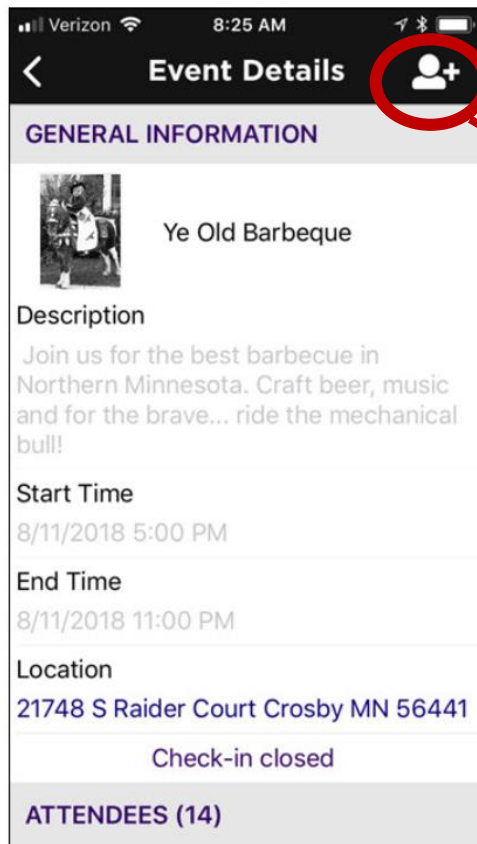 Verizon 8:25 AM
Event Details
GENERAL INFORMATION
Ye Old Barbeque
Description
Join us for the best barbecue in
Northern Minnesota. Craft beer, music
and for the brave... ride the mechanical
bull!
Start Time
8/11/2018 5:00 PM
End Time
8/11/2018 11:00 PM
Location
21748 S Raider Court Crosby MN 56441
Check-in closed
ATTENDEES (14)